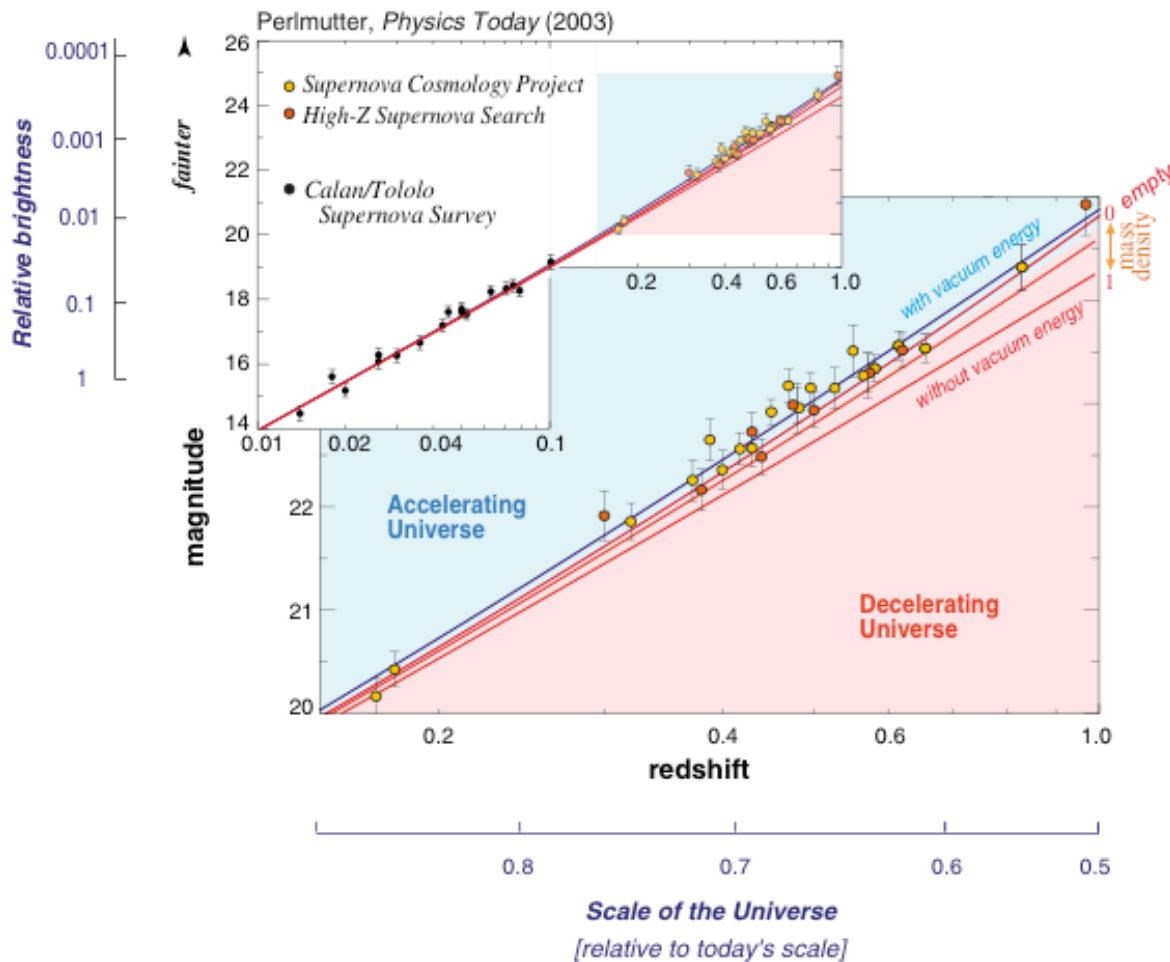 Perlmutter, Physics Today (2003)
0.0001
0.001
0.01
0.1
1
Relative brightness
fainter
magnitude
26
24
22
20
18
16
14
0.01
0.02
0.04
0.1
0.2
0.4
0.6
1.0
Supernova Cosmology Project
High-Z Supernova Search
Calan/Tololo
Supernova Survey
22
21
20
with vacuum energy
without vacuum energy
0
empty
mass
density
1
Accelerating
Universe
Decelerating
Universe
0.2
0.4
0.6
1.0
redshift
0.8
0.7
0.6
0.5
Scale of the Universe
[relative to today's scale]